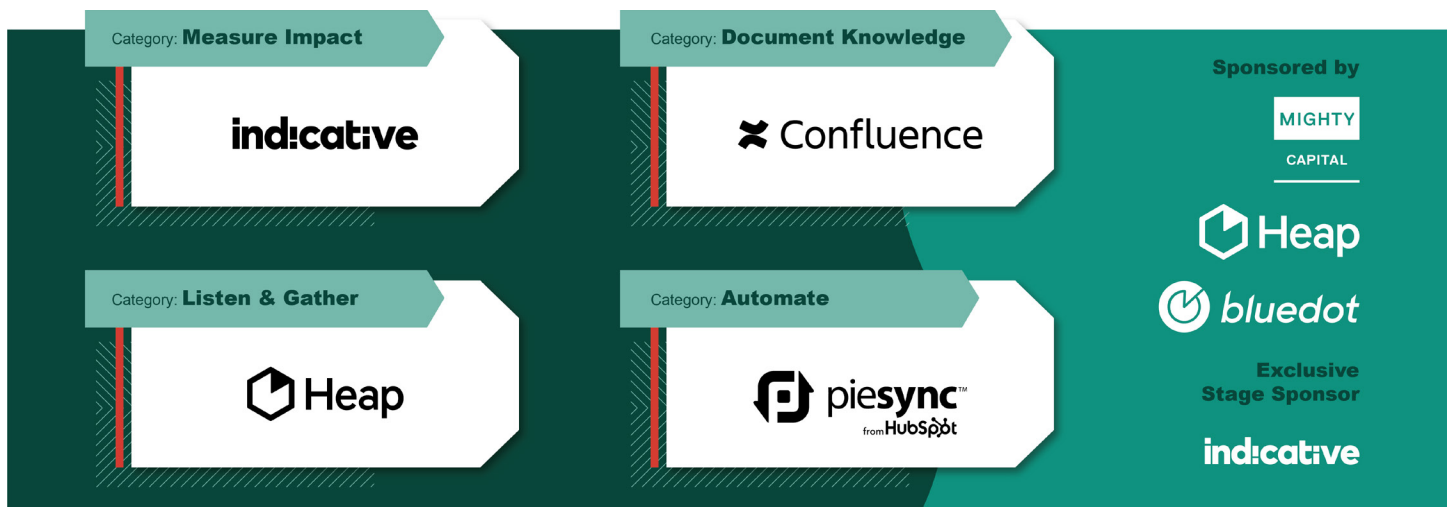 Category: Measure Impact
indicative
Category: Document Knowledge
Confluence
Category: Listen & Gather
Heap
Category: Automate
piesync™
from HubSpot
Sponsored by
MIGHTY
CAPITAL
Heap
bluedot
Exclusive
Stage Sponsor
indicative